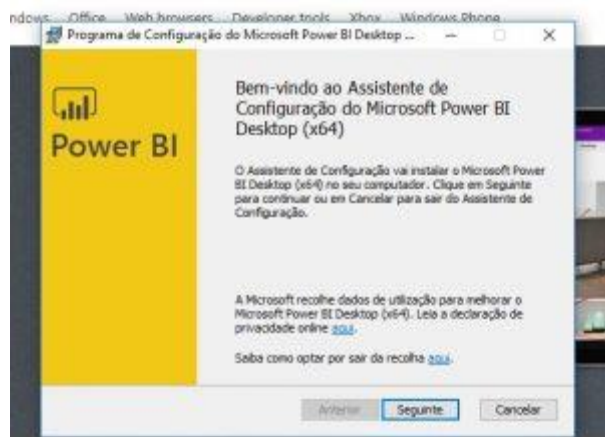 Office Web browsers Developer tools Xbox Windows Phone
Programa de Configuração do Microsoft Power BI Desktop ...
Power BI
Bem-vindo ao Assistente de
Configuração do Microsoft Power BI
Desktop (x64)
O Assistente de Configuração vai instalar o Microsoft Power
BI Desktop (x64) no seu computador. Clique em Seguinte
para continuar ou em Cancelar para sair do Assistente de
Configuração.
A Microsoft recolhe dados de utilização para melhorar o
Microsoft Power BI Desktop (x64). Leia a declaração de
privacidade online aqui.
Saiba como optar por sair da recolha aqui.
Anterior Seguinte Cancelar